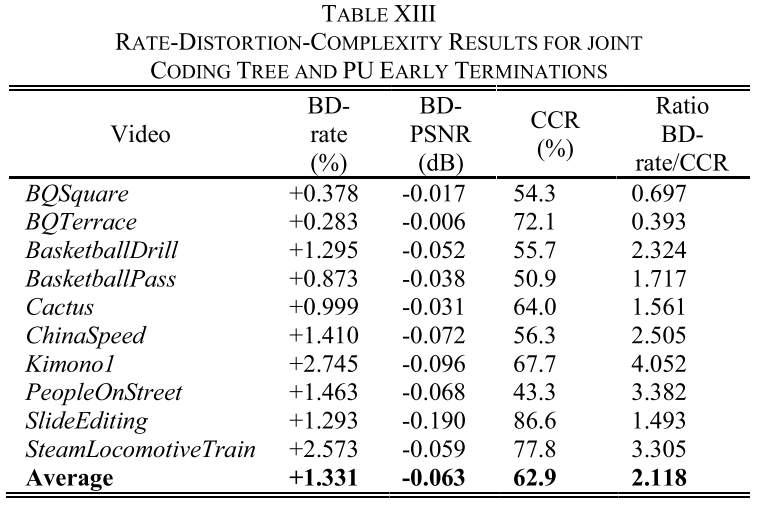 TABLE XIII
RATE-DISTORTION-COMPLEXITY RESULTS FOR JOINT
CODING TREE AND PU EARLY TERMINATIONS
Video BD-rate (%) BD-PSNR (dB) CCR (%) Ratio BD-rate/CCR
BQSquare +0.378 -0.017 54.3 0.697
BQTerrace +0.283 -0.006 72.1 0.393
BasketballDrill +1.295 -0.052 55.7 2.324
BasketballPass +0.873 -0.038 50.9 1.717
Cactus +0.999 -0.031 64.0 1.561
ChinaSpeed +1.410 -0.072 56.3 2.505
Kimono1 +2.745 -0.096 67.7 4.052
PeopleOnStreet +1.463 -0.068 43.3 3.382
SlideEditing +1.293 -0.190 86.6 1.493
SteamLocomotiveTrain +2.573 -0.059 77.8 3.305
Average +1.331 -0.063 62.9 2.118